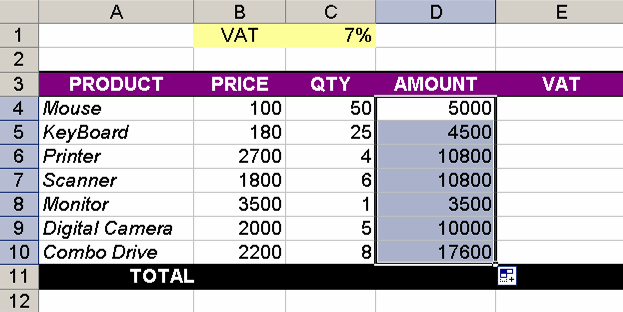 A B C D E
1 VAT 7%
2
3 PRODUCT PRICE QTY AMOUNT VAT
4 Mouse 100 50 5000
5 KeyBoard 180 25 4500
6 Printer 2700 4 10800
7 Scanner 1800 6 10800
8 Monitor 3500 1 3500
9 Digital Camera 2000 5 10000
10 Combo Drive 2200 8 17600
11 TOTAL
12